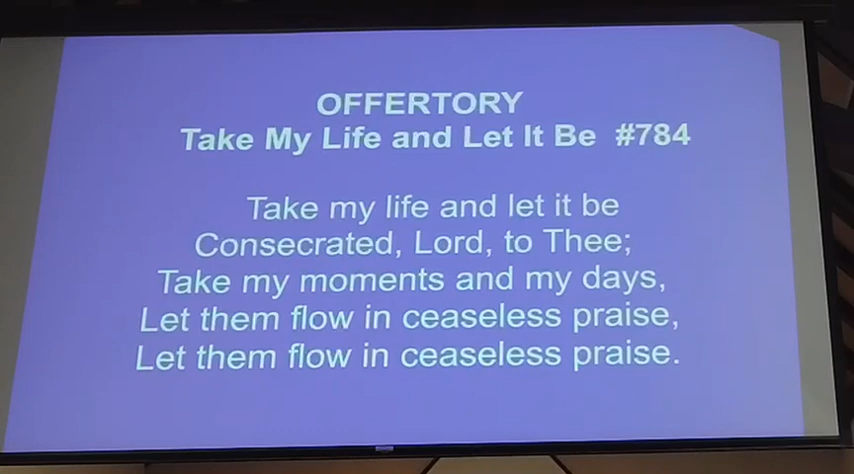 OFFERTORY
Take My Life and Let It Be #784
Take my life and let it be
Consecrated, Lord, to Thee;
Take my moments and my days,
Let them flow in ceaseless praise,
Let them flow in ceaseless praise.